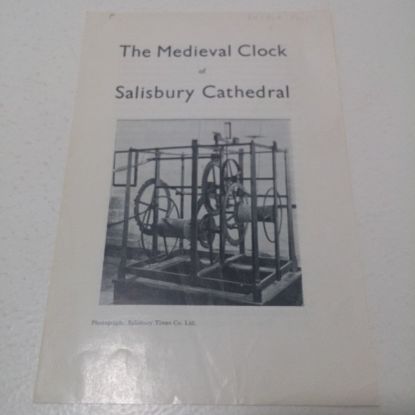 The Medieval Clock
of
Salisbury Cathedral
Photograph: Salisbury Times Co. Ltd.